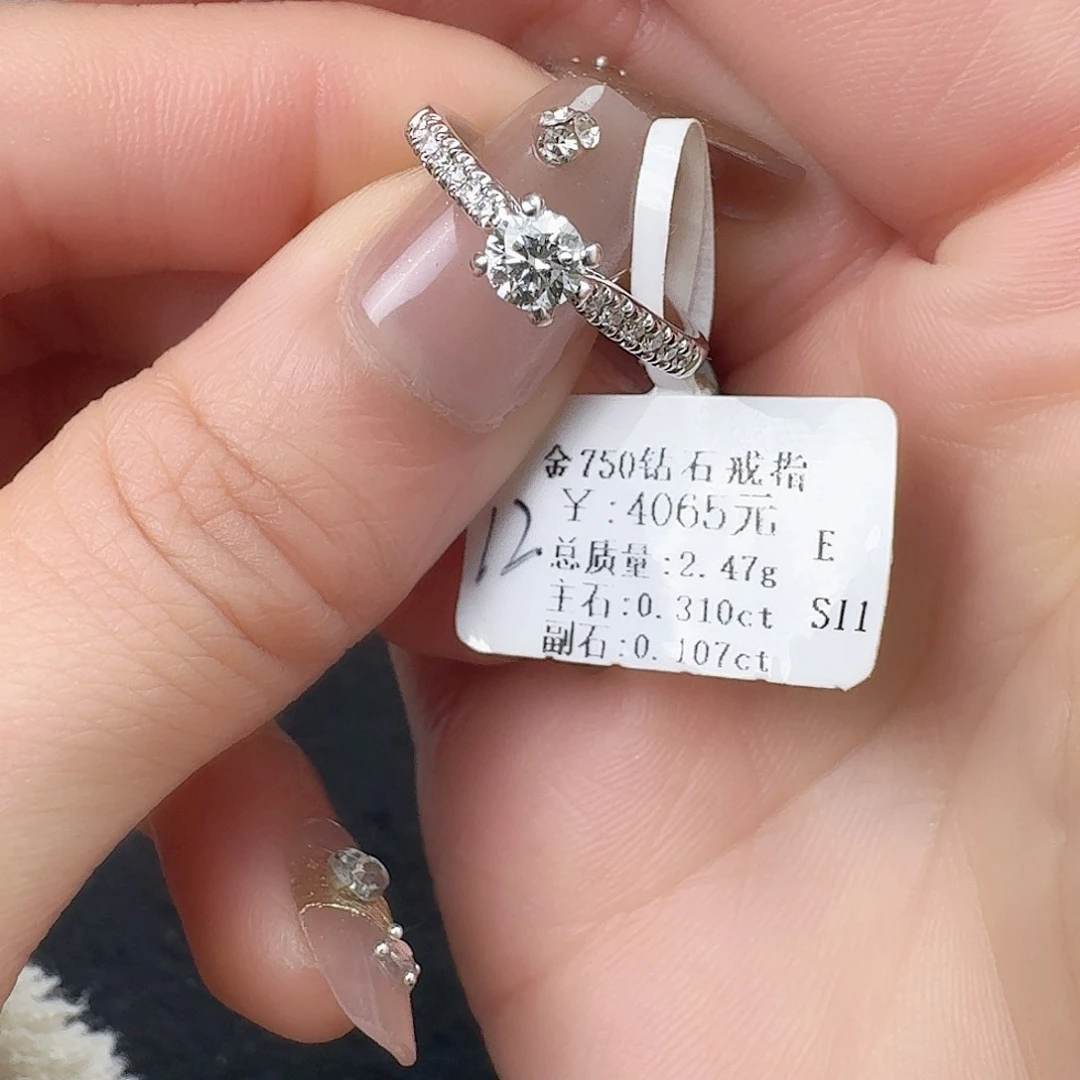 金750钻石戒指
¥:4065元
E
12
总质量:2.47g
主石:0.310ct
SI1
副石:0.107ct